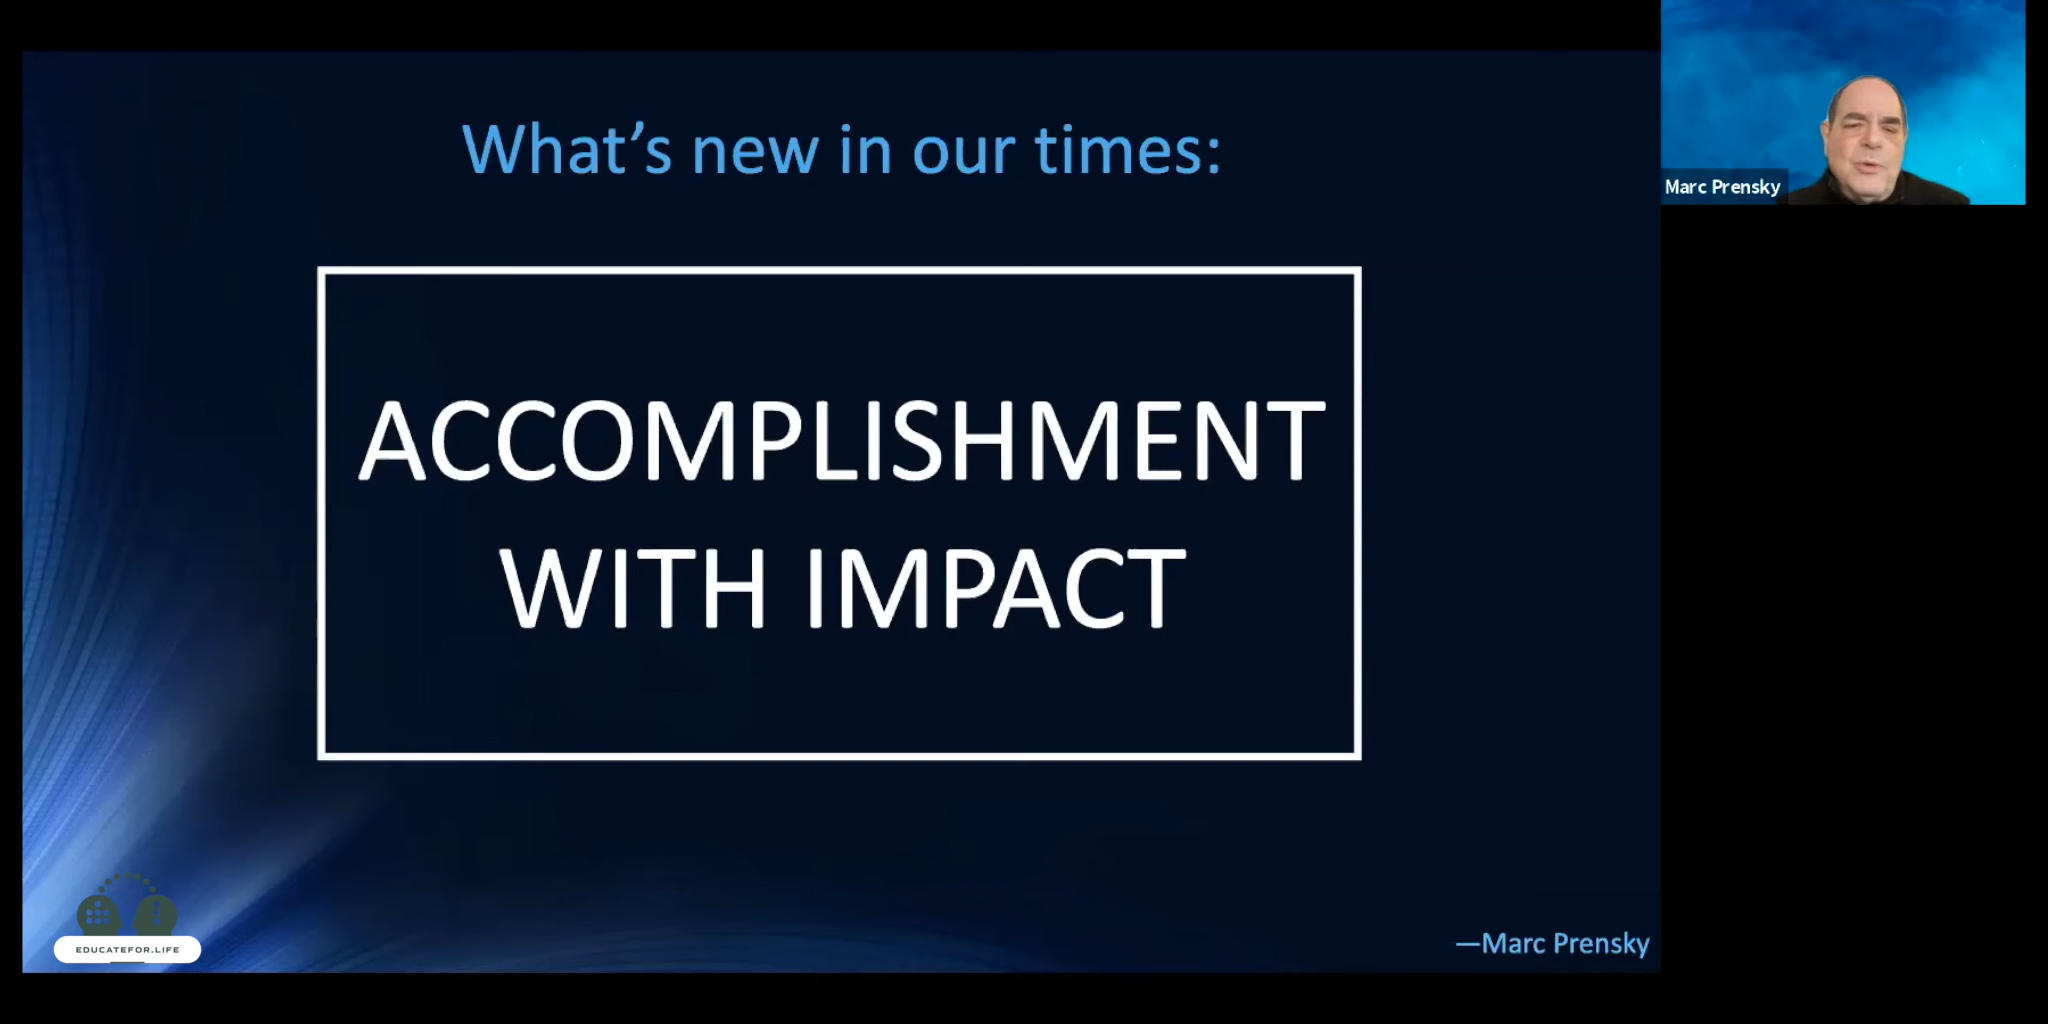 What's new in our times:
ACCOMPLISHMENT
WITH IMPACT
Marc Prensky
EDUCATEFOR.LIFE
—Marc Prensky